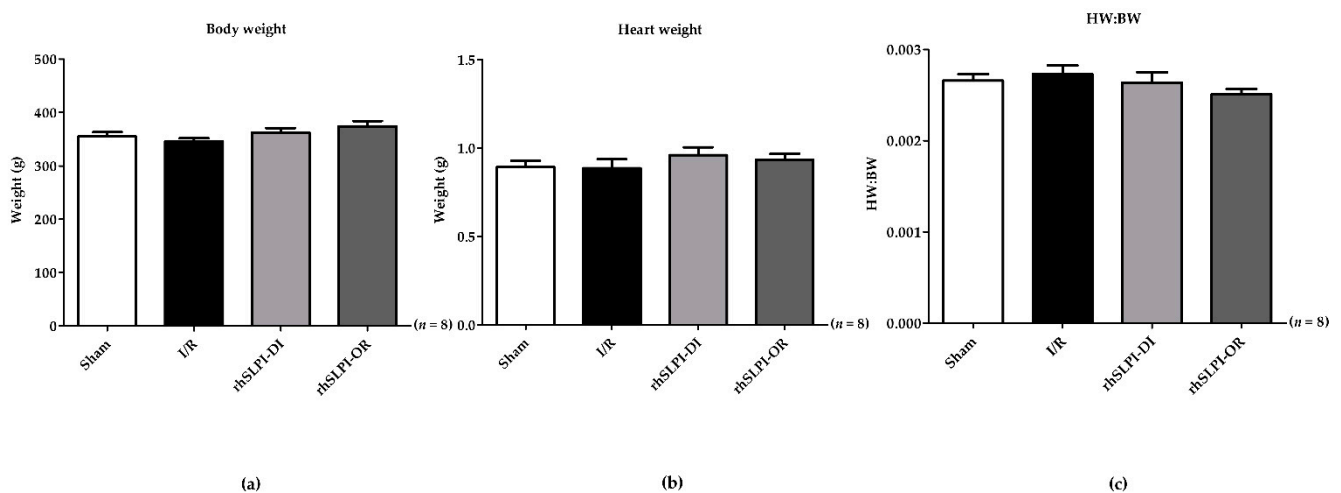 Body weight
Weight (g)
500
400
300
200
100
0
Sham
I/R
rhSLPI-DI
rhSLPI-OR
(n = 8)
(a)
Heart weight
Weight (g)
1.5
1.0
0.5
0.0
Sham
I/R
rhSLPI-DI
rhSLPI-OR
(n = 8)
(b)
HW:BW
HW:BW
0.003
0.002
0.001
0.000
Sham
I/R
rhSLPI-DI
rhSLPI-OR
(n = 8)
(c)